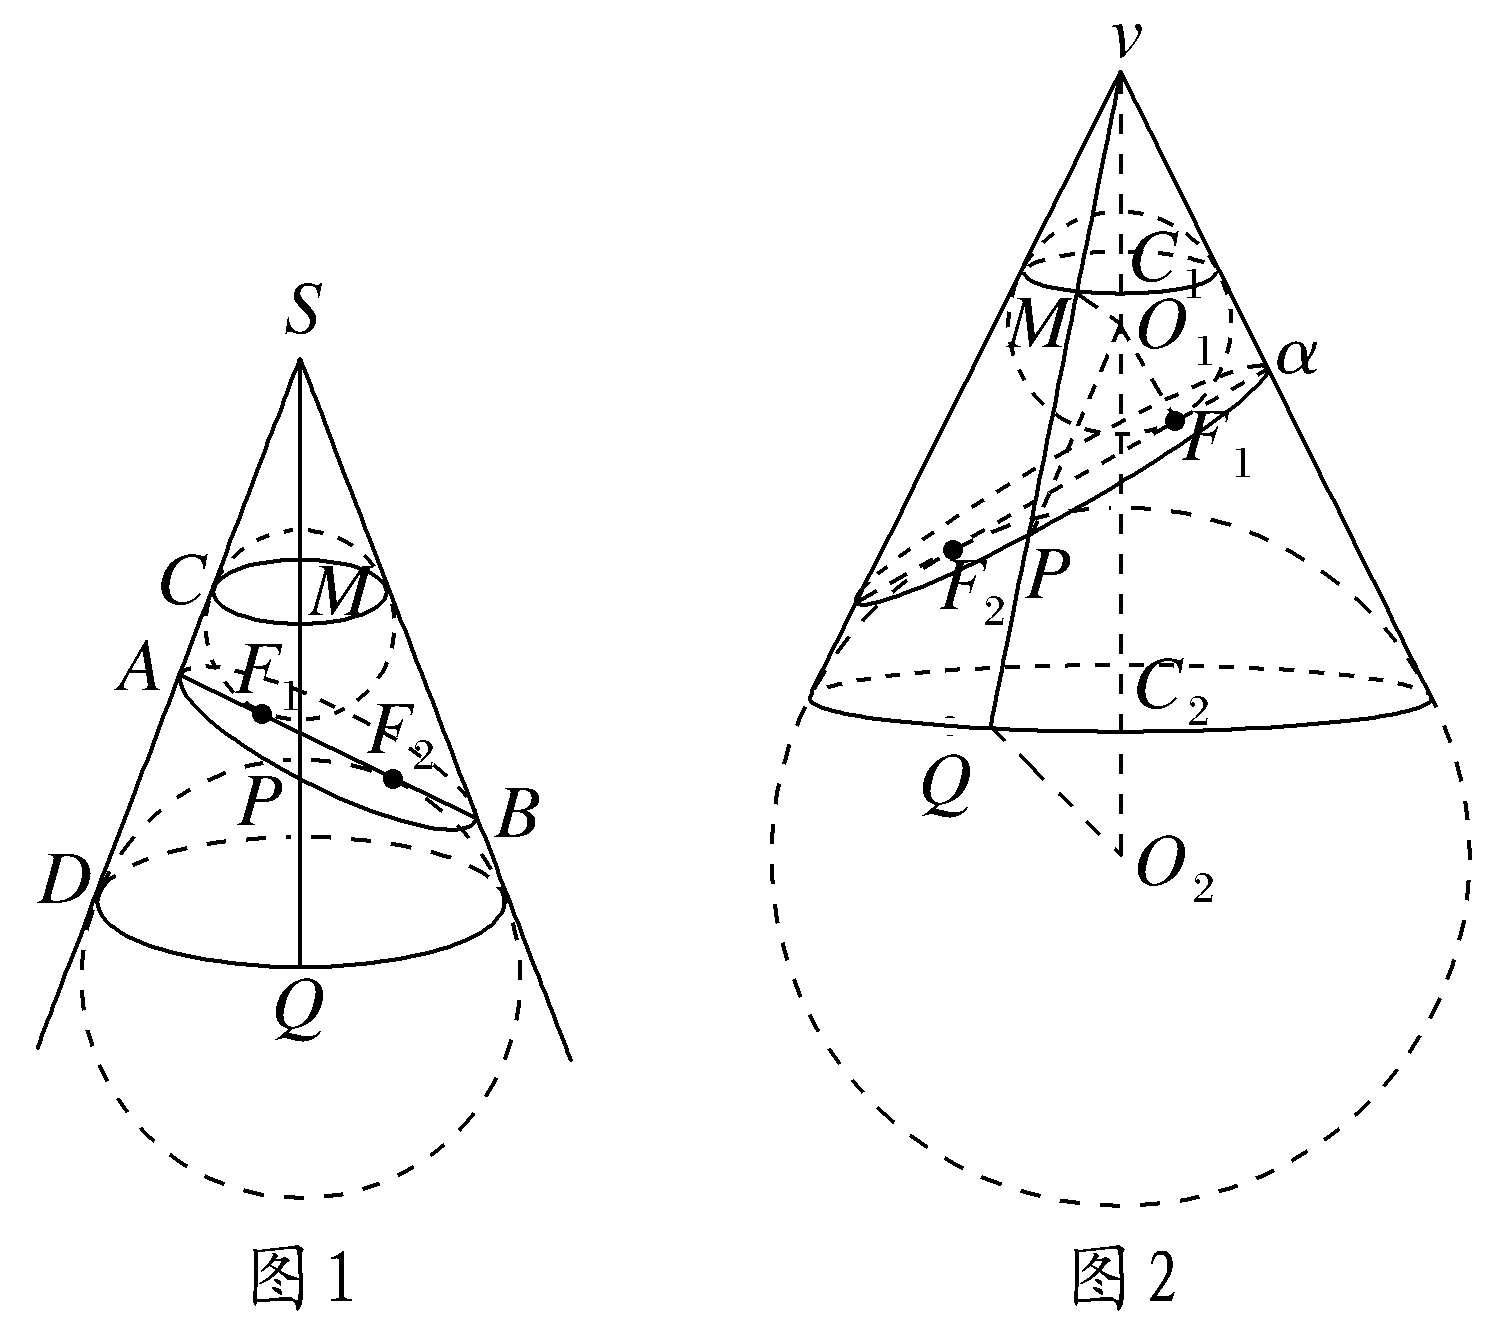 S
C
M
A
F₁
F₂
P
B
D
Q
图1
v
C₁
M
O₁
α
F₁
F₂
P
C₂
Q
O₂
图2